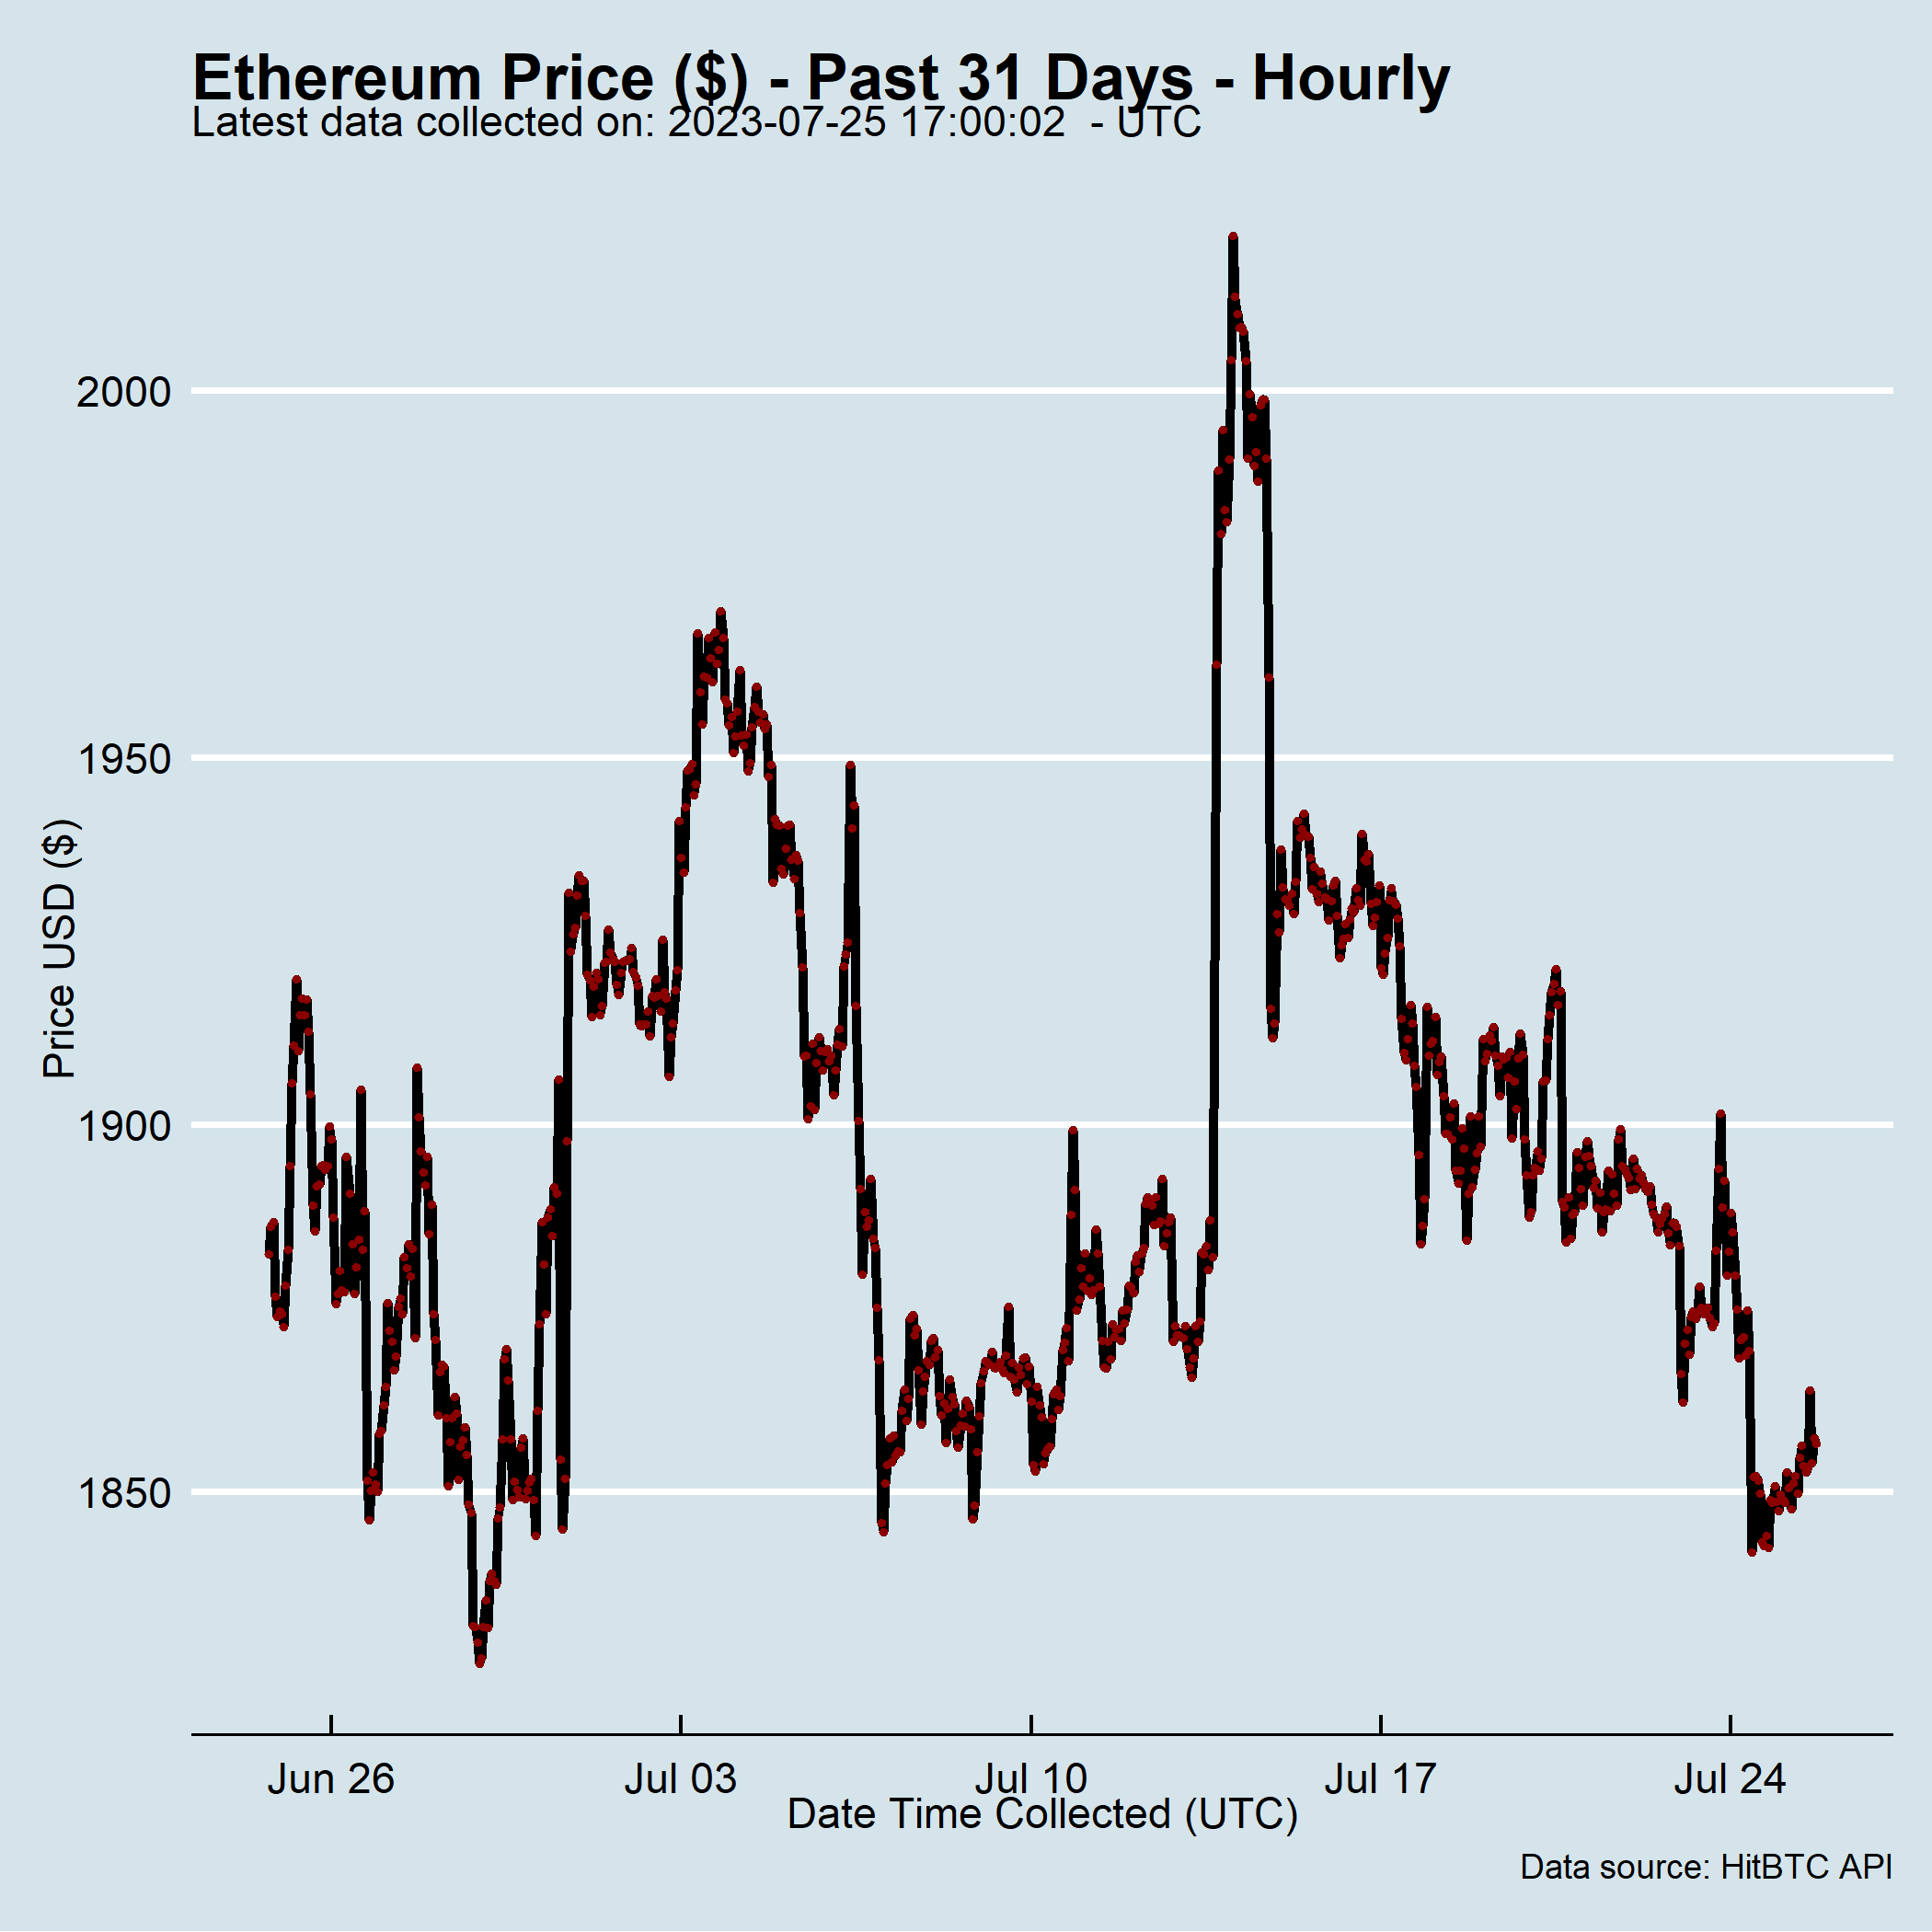 Ethereum Price ($) - Past 31 Days - Hourly
Latest data collected on: 2023-07-25 17:00:02  - UTC
2000
1950
1900
1850
Price USD ($)
Jun 26 Jul 03 Jul 10 Jul 17 Jul 24
Date Time Collected (UTC)
Data source: HitBTC API